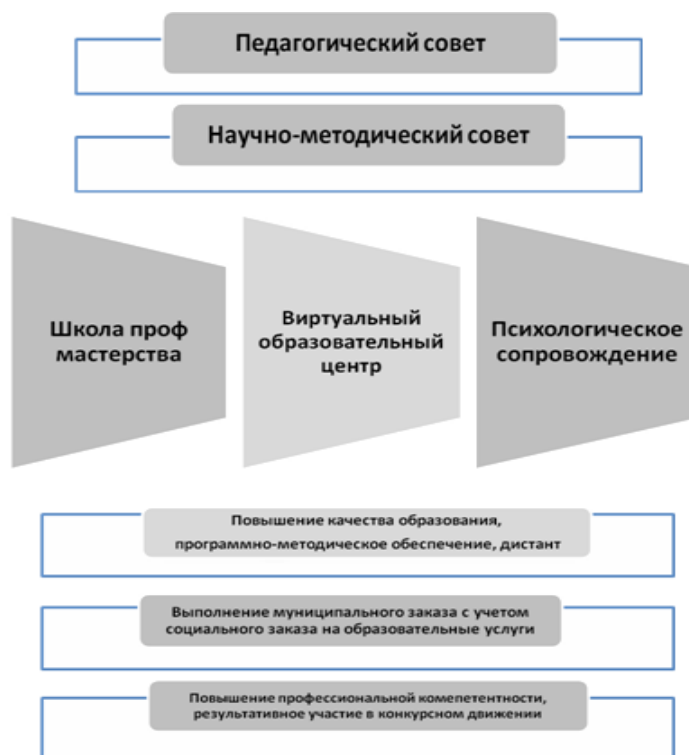 Педагогический совет
Научно-методический совет
Школа проф
мастерства
Виртуальный
образовательный
центр
Психологическое
сопровождение
Повышение качества образования,
программно-методическое обеспечение, дистант
Выполнение муниципального заказа с учетом
социального заказа на образовательные услуги
Повышение профессиональной комепетентности,
результативное участие в конкурсном движении